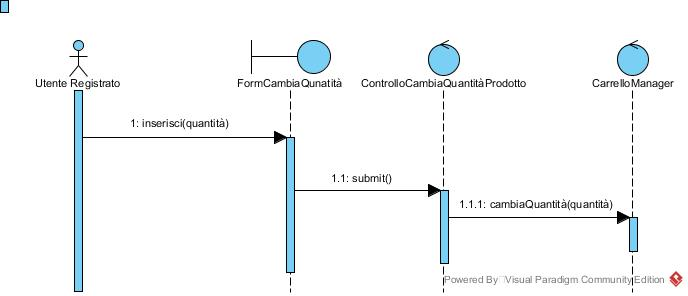 Utente Registrato
FormCambiaQunatità
ControlloCambiaQuantitàProdotto
CarrelloManager
1: inserisci(quantità)
1.1: submit()
1.1.1: cambiaQuantità(quantità)
Powered By Visual Paradigm Community Edition